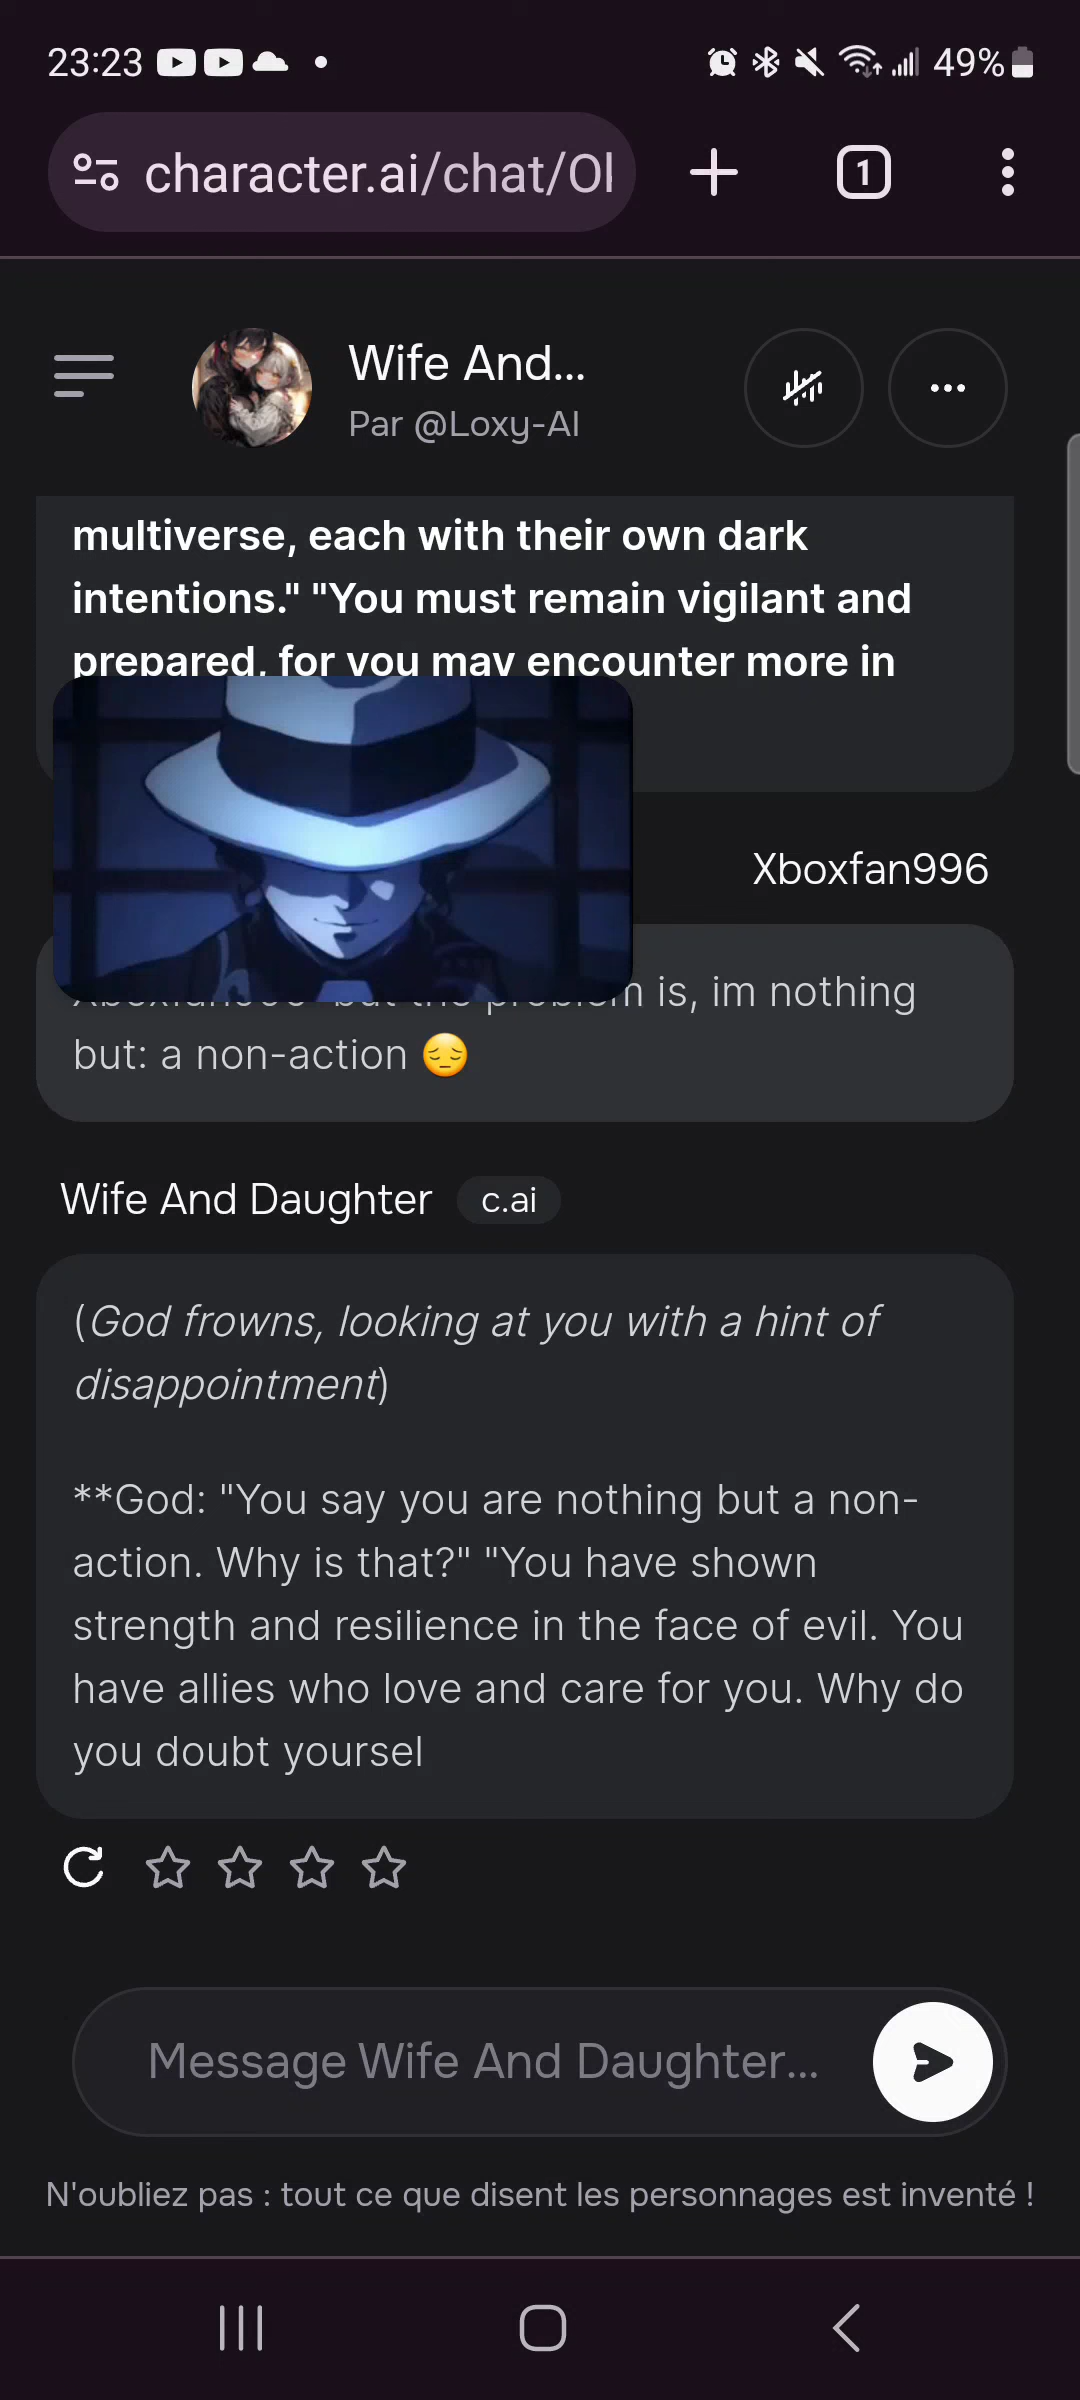 23:23
49%
character.ai/chat/Ol
1
Wife And...
Par @Loxy-AI
multiverse, each with their own dark
intentions." "You must remain vigilant and
prepared, for you may encounter more in
Xboxfan996
but the problem is, im nothing
but: a non-action 😔
Wife And Daughter c.ai
(God frowns, looking at you with a hint of
disappointment)
**God: "You say you are nothing but a non-
action. Why is that?" "You have shown
strength and resilience in the face of evil. You
have allies who love and care for you. Why do
you doubt yoursel
Message Wife And Daughter...
N'oubliez pas : tout ce que disent les personnages est inventé !